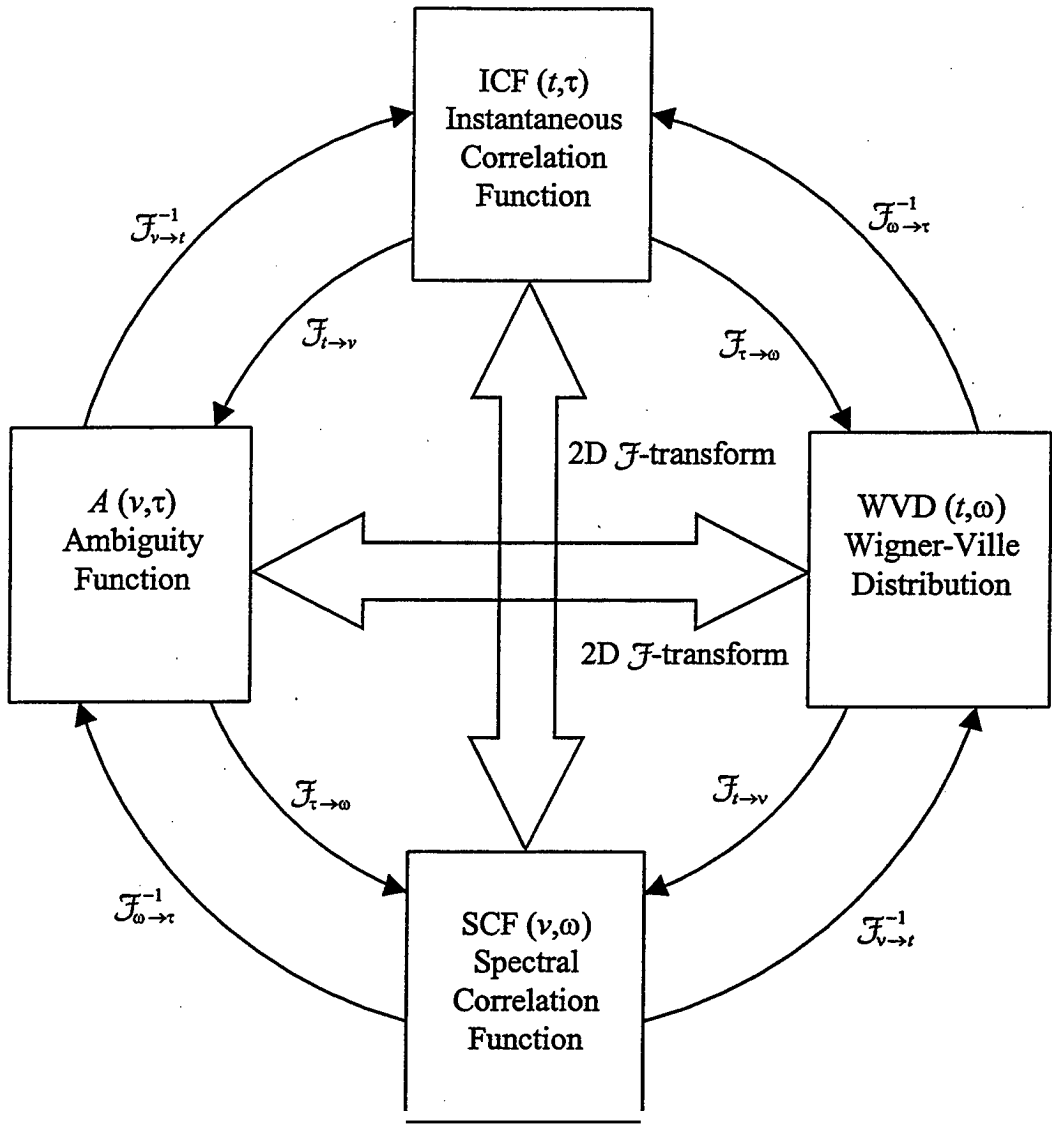 ICF (t,τ)
Instantaneous
Correlation
Function
ℱ⁻¹ν→t
ℱ⁻¹ω→τ
ℱt→ν
ℱτ→ω
2D ℱ-transform
A (ν,τ)
Ambiguity
Function
WVD (t,ω)
Wigner-Ville
Distribution
2D ℱ-transform
ℱτ→ω
ℱt→ν
ℱ⁻¹ω→τ
ℱ⁻¹ν→t
SCF (ν,ω)
Spectral
Correlation
Function